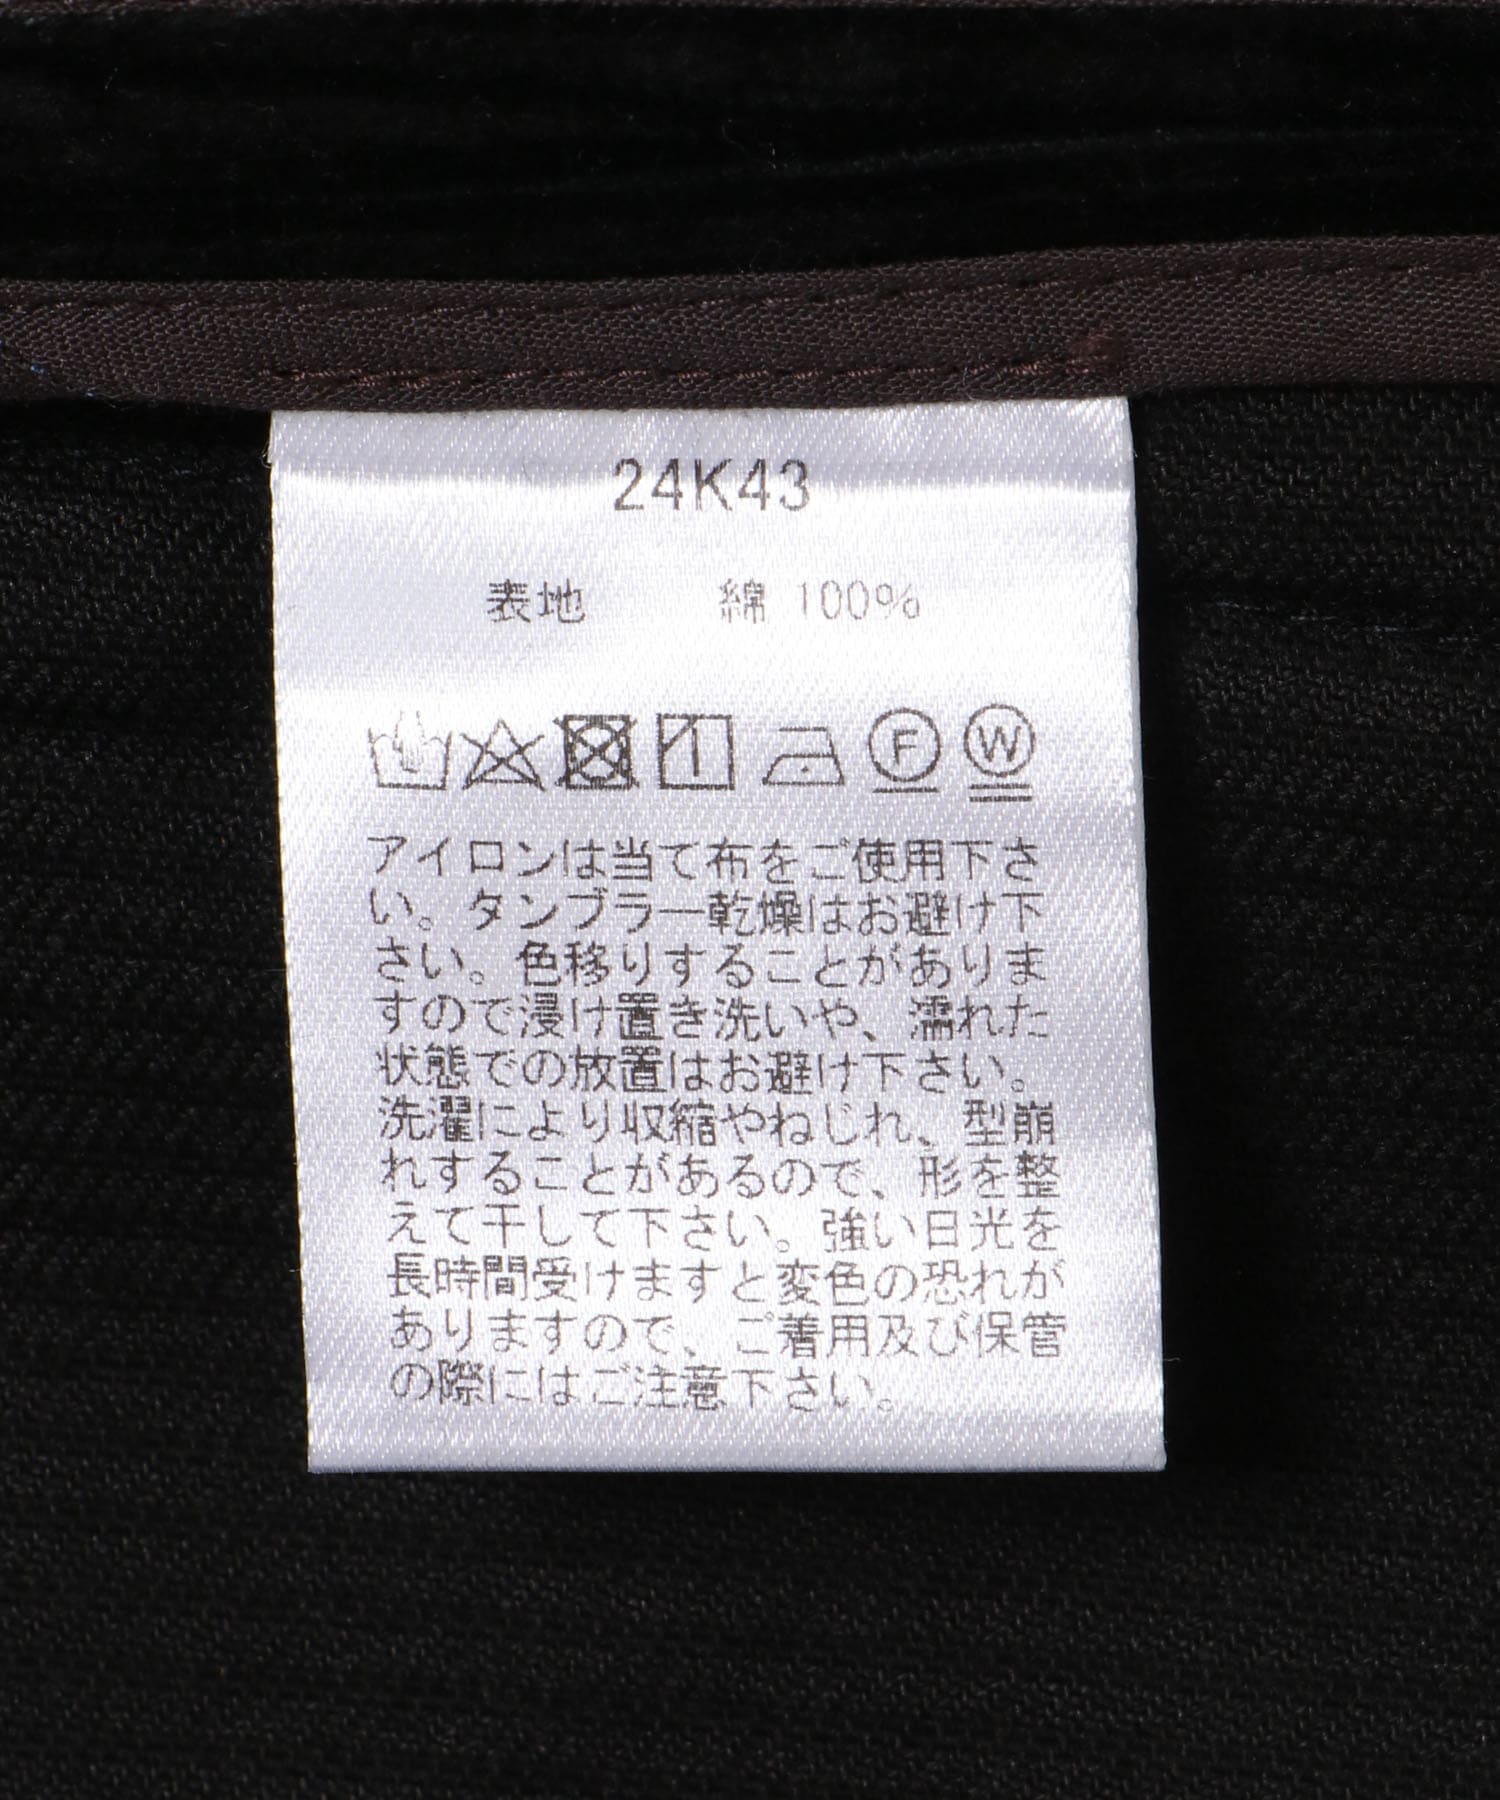 24K43
表地 綿 100%
F W
アイロンは当て布をご使用下さ
い。タンブラー乾燥はお避け下
さい。色移りすることがありま
すので浸け置き洗いや、濡れた
状態での放置はお避け下さい。
洗濯により収縮やねじれ、型崩
れすることがあるので、形を整
えて干して下さい。強い日光を
長時間受けますと変色の恐れが
ありますので、ご着用及び保管
の際にはご注意下さい。